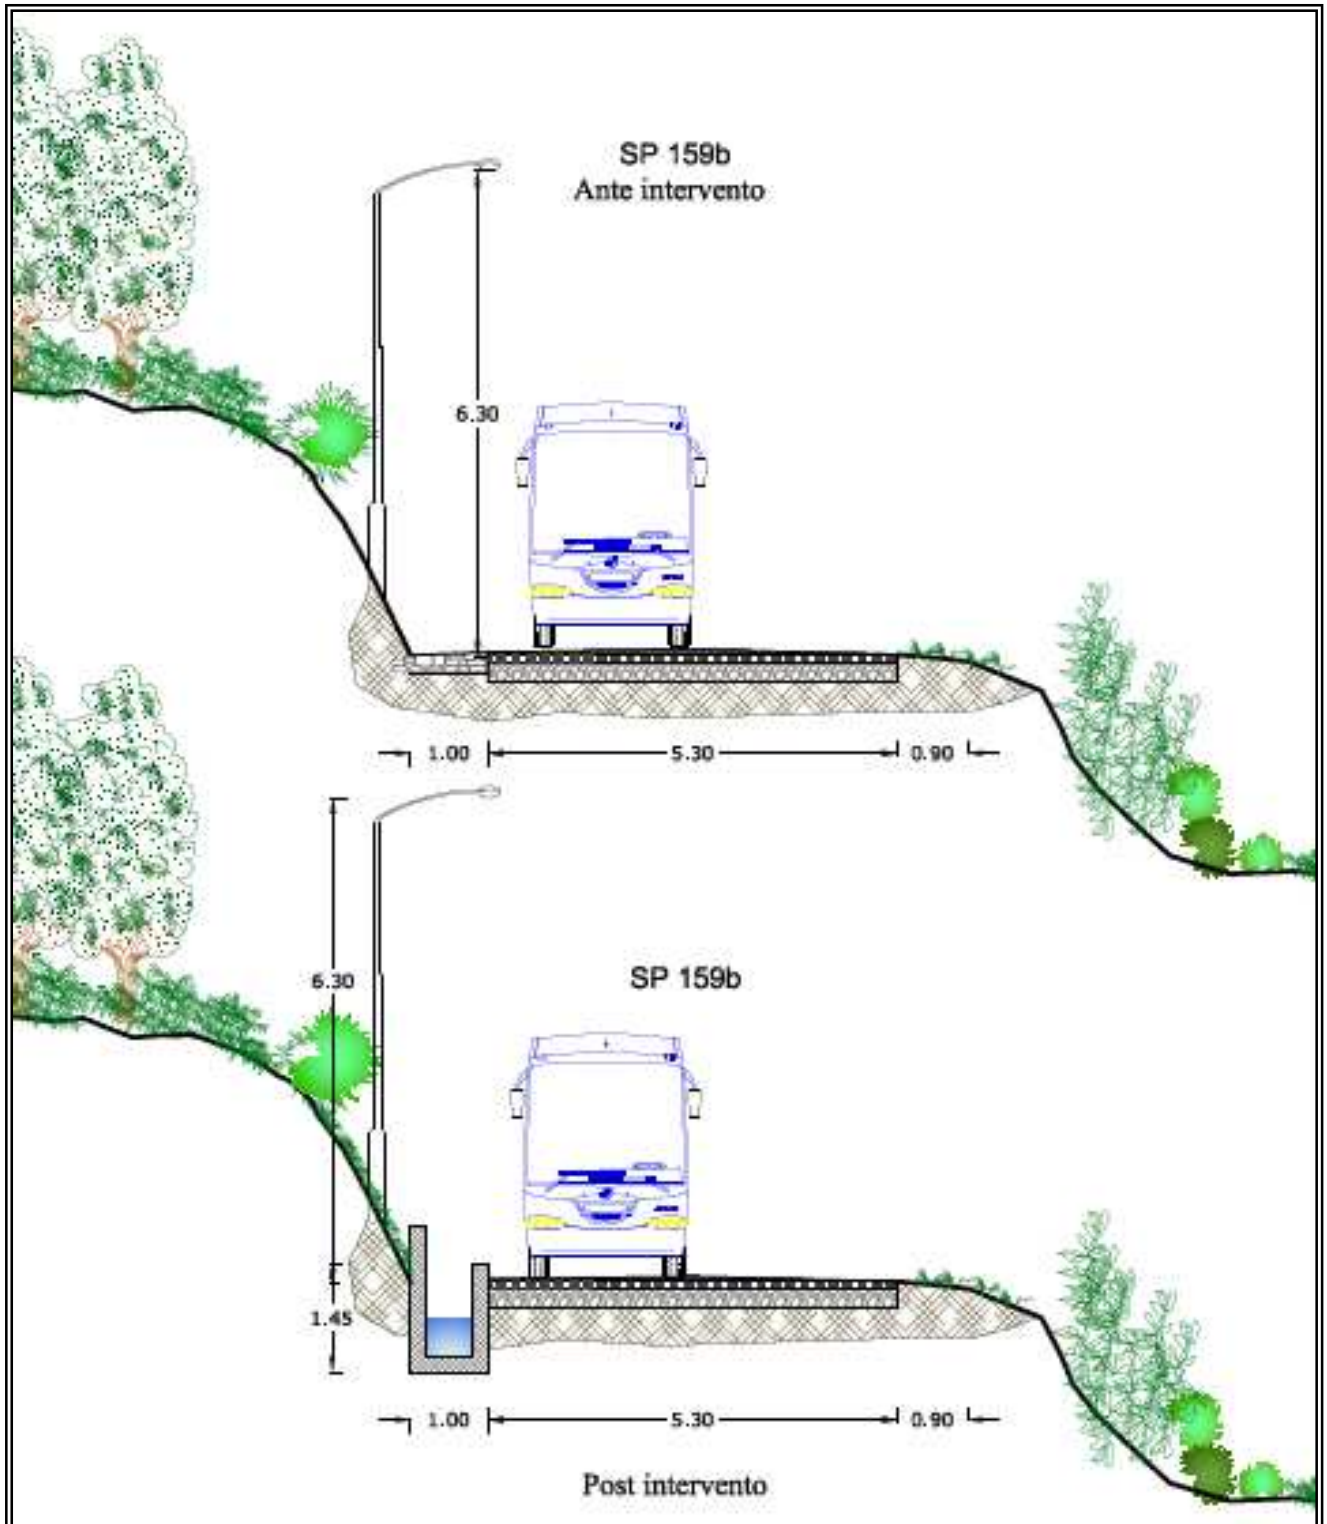 SP 159b
Ante intervento
6.30
1.00 5.30 0.90
6.30
SP 159b
1.45
1.00 5.30 0.90
Post intervento